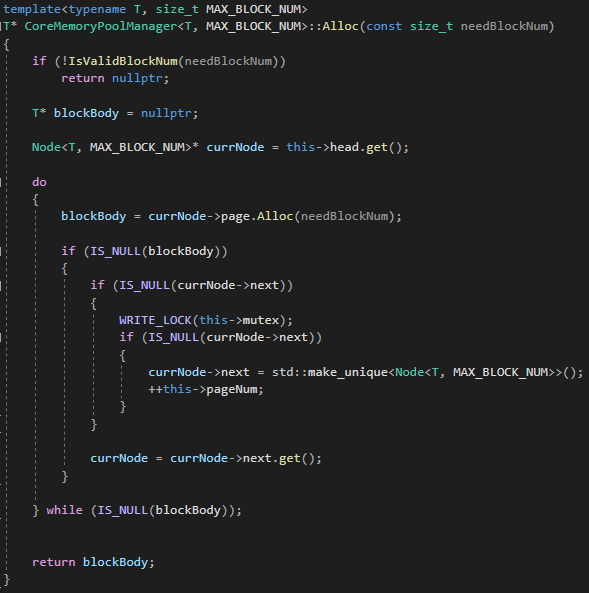 template<typename T, size_t MAX_BLOCK_NUM>
T* CoreMemoryPoolManager<T, MAX_BLOCK_NUM>::Alloc(const size_t needBlockNum)
{
if (!IsValidBlockNum(needBlockNum))
return nullptr;
T* blockBody = nullptr;
Node<T, MAX_BLOCK_NUM>* currNode = this->head.get();
do
{
blockBody = currNode->page.Alloc(needBlockNum);
if (IS_NULL(blockBody))
{
if (IS_NULL(currNode->next))
{
WRITE_LOCK(this->mutex);
if (IS_NULL(currNode->next))
{
currNode->next = std::make_unique<Node<T, MAX_BLOCK_NUM>>();
++this->pageNum;
}
}
currNode = currNode->next.get();
}
} while (IS_NULL(blockBody));
return blockBody;
}